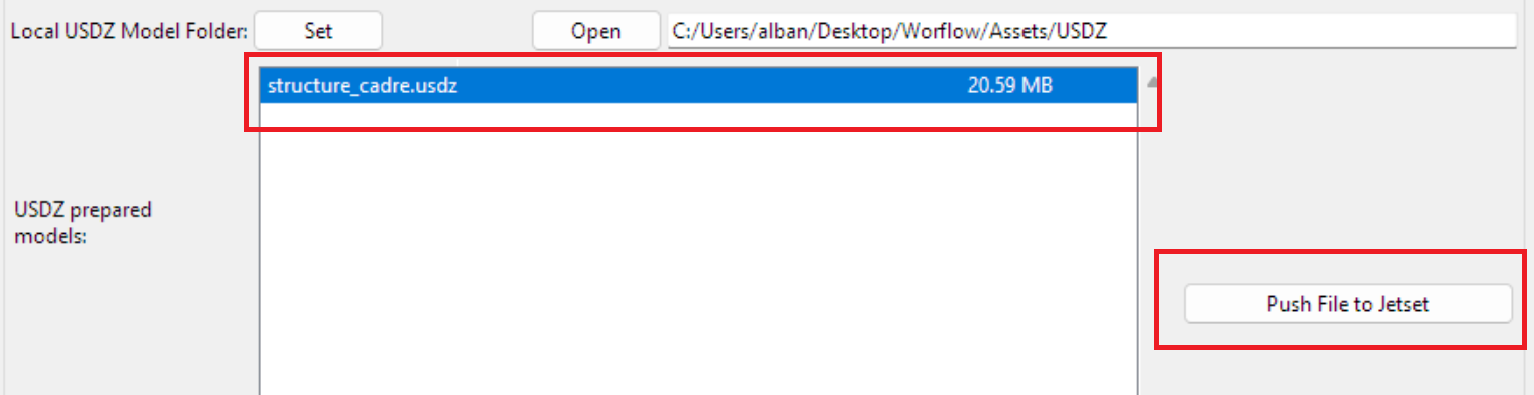 Local USDZ Model Folder: Set Open C:/Users/alban/Desktop/Worflow/Assets/USDZ
structure_cadre.usdz 20.59 MB
USDZ prepared
models:
Push File to Jetset